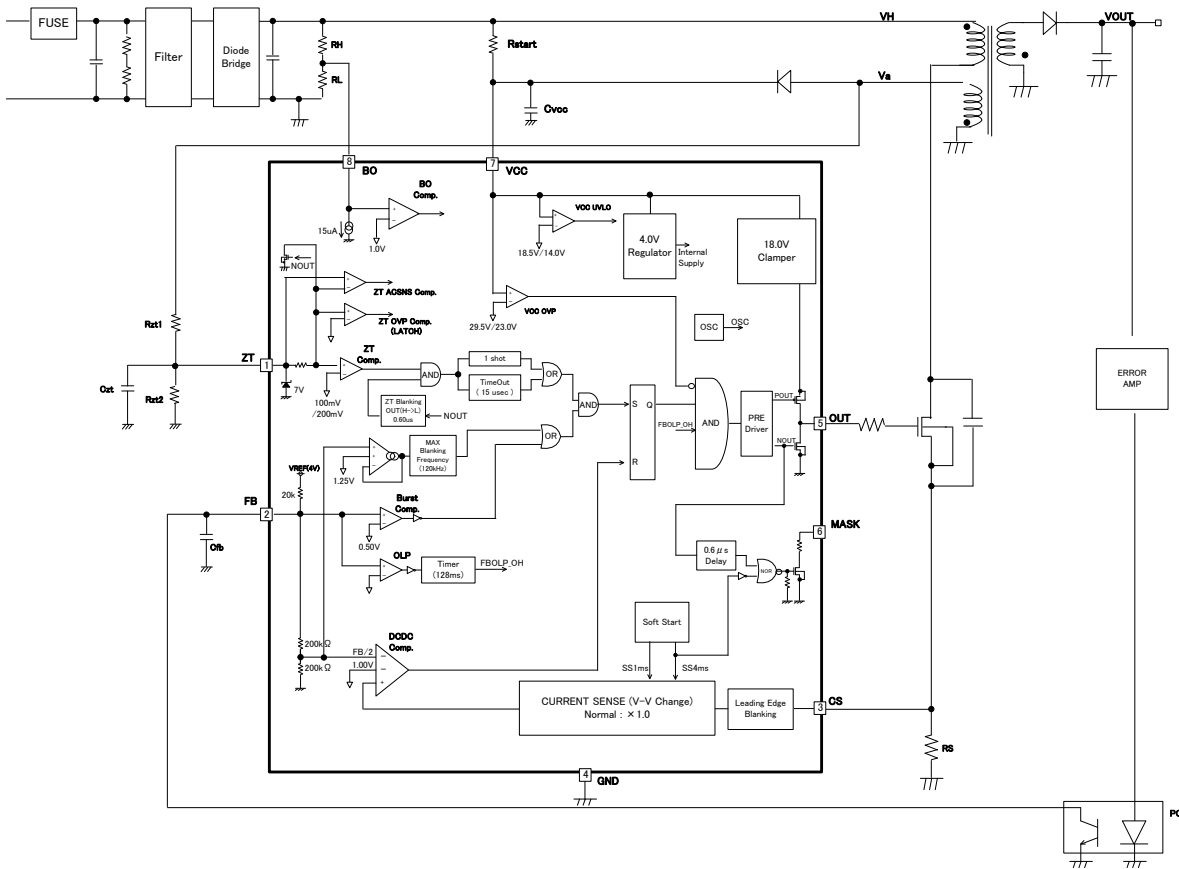 FUSE
Filter
Diode
Bridge
RH
RL
Rstart
VH
VOUT
Va
Cvcc
8
BO
7
VCC
BO
Comp.
15uA
1.0V
VCC UVLO
18.5V/14.0V
4.0V
Regulator
Internal
Supply
18.0V
Clamper
NOUT
ZT ACSNS Comp.
ZT OVP Comp.
(LATCH)
VCC OVP
29.5V/23.0V
OSC
OSC
Rzt1
ZT
1
ZT
Comp.
7V
100mV
/200mV
Czt
Rzt2
AND
1 shot
TimeOut
( 15 usec )
OR
AND
ZT Blanking
OUT(H->L)
0.60us
NOUT
OR
S
Q
R
FBOLP_OH
AND
PRE
Driver
POUT
NOUT
5
OUT
ERROR
AMP
MAX
Blanking
Frequency
(120kHz)
1.25V
VREF(4V)
20k
FB
2
Cfb
Burst
Comp.
0.50V
OLP
Timer
(128ms)
FBOLP_OH
6
MASK
0.6μs
Delay
NOR
Soft Start
SS1ms
SS4ms
200kΩ
200kΩ
DCDC
Comp.
FB/2
1.00V
CURRENT SENSE (V-V Change)
Normal : ×1.0
Leading Edge
Blanking
3
CS
RS
4
GND
PC